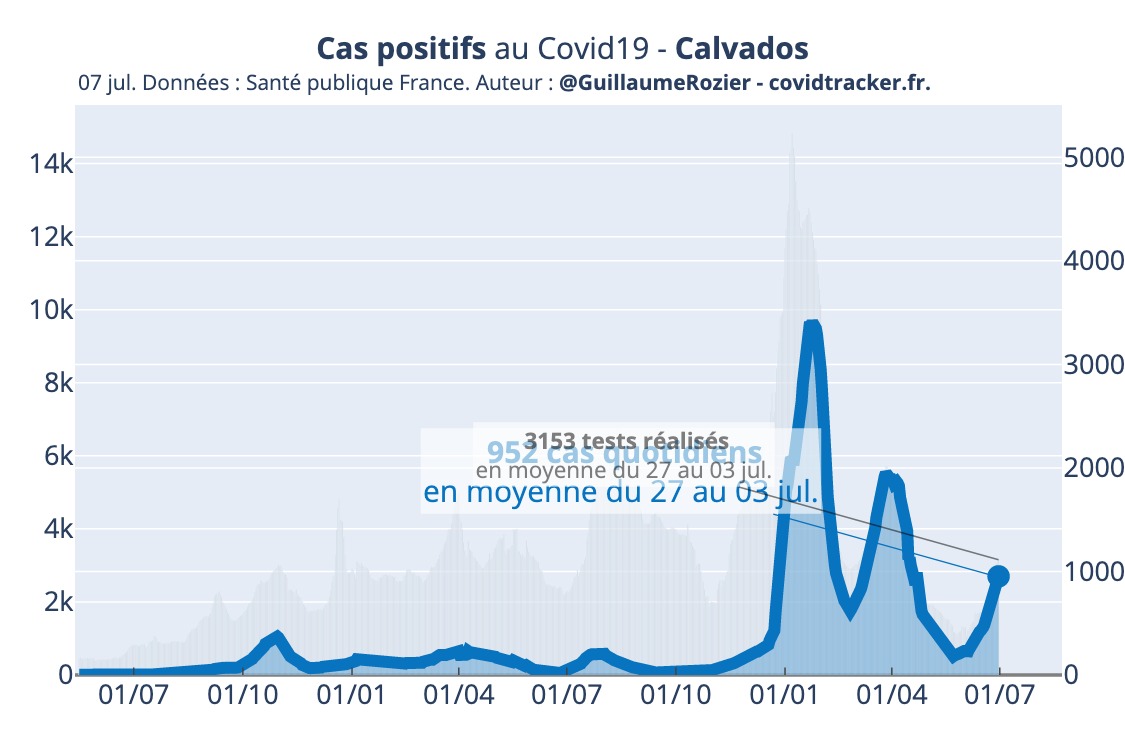 Cas positifs au Covid19 - Calvados
07 jul. Données : Santé publique France. Auteur : @GuillaumeRozier - covidtracker.fr.
14k
12k
10k
8k
6k
4k
2k
0
5000
4000
3000
2000
1000
0
3153 tests réalisés
en moyenne du 27 au 03 jul.
952 cas quotidiens
en moyenne du 27 au 03 jul.
01/07 01/10 01/01 01/04 01/07 01/10 01/01 01/04 01/07